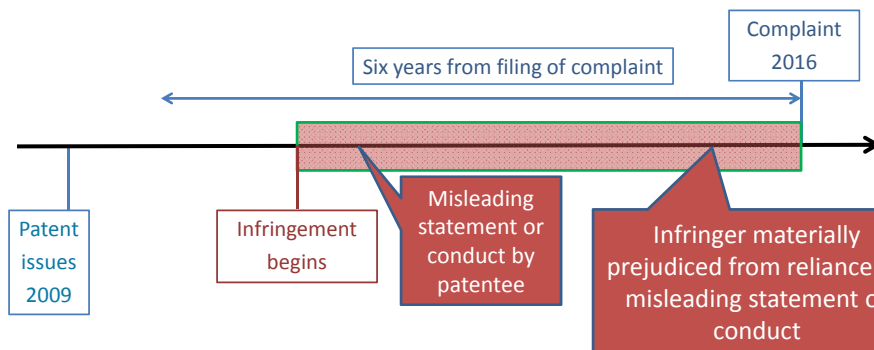 Complaint
2016
Six years from filing of complaint
Patent
issues
2009
Infringement
begins
Misleading
statement or
conduct by
patentee
Infringer materially
prejudiced from reliance
misleading statement o
conduct